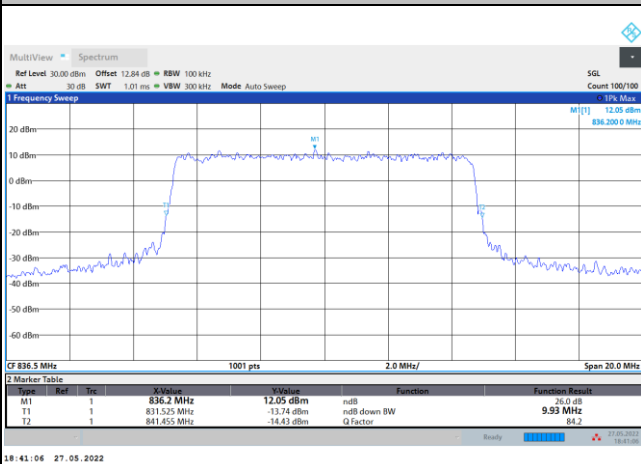 MultiView Spectrum
Ref Level 30.00 dBm Offset 12.84 dB RBW 100 kHz SGL
Att 30 dB SWT 1.01 ms VBW 300 kHz Mode Auto Sweep Count 100/100
1 Frequency Sweep 1Pk Max
M1[1] 12.05 dBm
836.200 0 MHz
M1
20 dBm
10 dBm
0 dBm
-10 dBm
T1 T2
-20 dBm
-30 dBm
-40 dBm
-50 dBm
-60 dBm
CF 836.5 MHz 1001 pts 2.0 MHz/ Span 20.0 MHz
2 Marker Table
Type Ref Trc X-Value Y-Value Function Function Result
M1 1 836.2 MHz 12.05 dBm ndB 26.0 dB
T1 1 831.525 MHz -13.74 dBm ndB down BW 9.93 MHz
T2 1 841.455 MHz -14.43 dBm Q Factor 84.2
Ready 27.05.2022
18:41:06
18:41:06 27.05.2022